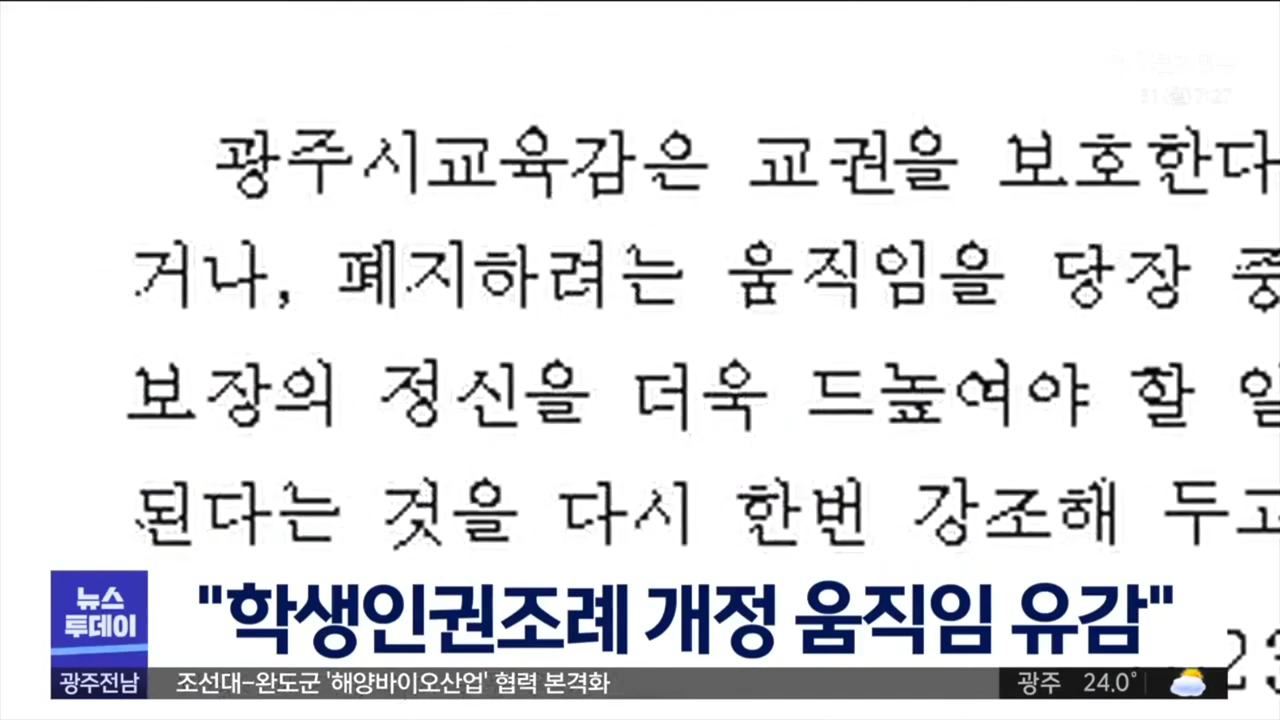 광주시교육감은 교권을 보호한다
거나, 폐지하려는 움직임을 당장 중
보장의 정신을 더욱 드높여야 할 일
된다는 것을 다시 한번 강조해 두고
뉴스
투데이
"학생인권조례 개정 움직임 유감"
23
광주전남
조선대-완도군 '해양바이오산업' 협력 본격화
광주 24.0°